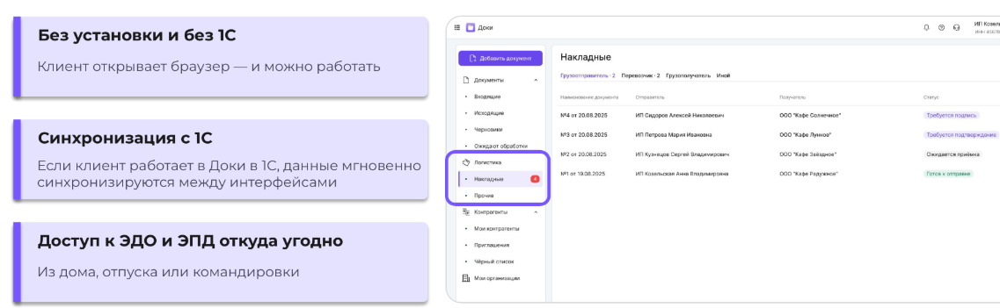 Без установки и без 1С
Клиент открывает браузер — и можно работать
Синхронизация с 1С
Если клиент работает в Доки в 1С, данные мгновенно
синхронизируются между интерфейсами
Доступ к ЭДО и ЭПД откуда угодно
Из дома, отпуска или командировки
Доки
ИП Козель
ИНН 45678
Добавить документ
Документы
Входящие
Исходящие
Черновики
Ожидают обработки
Логистика
Накладные
Прочие
Контрагенты
Мои контрагенты
Приглашения
Чёрный список
Мои организации
Накладные
Грузоотправитель · 2 Перевозчик · 2 Грузополучатель Иной
Наименование документа Отправитель Получатель Статус
№4 от 20.08.2025 ИП Сидоров Алексей Николаевич ООО "Кафе Солнечное" Требуется подпись
№3 от 20.08.2025 ИП Петрова Мария Ивановна ООО "Кафе Лунное" Требуется подтверждение
№2 от 20.08.2025 ИП Кузнецов Сергей Владимирович ООО "Кафе Звёздное" Ожидается приёмка
№1 от 19.08.2025 ИП Козельская Анна Владимировна ООО "Кафе Радужное" Готов к отправке